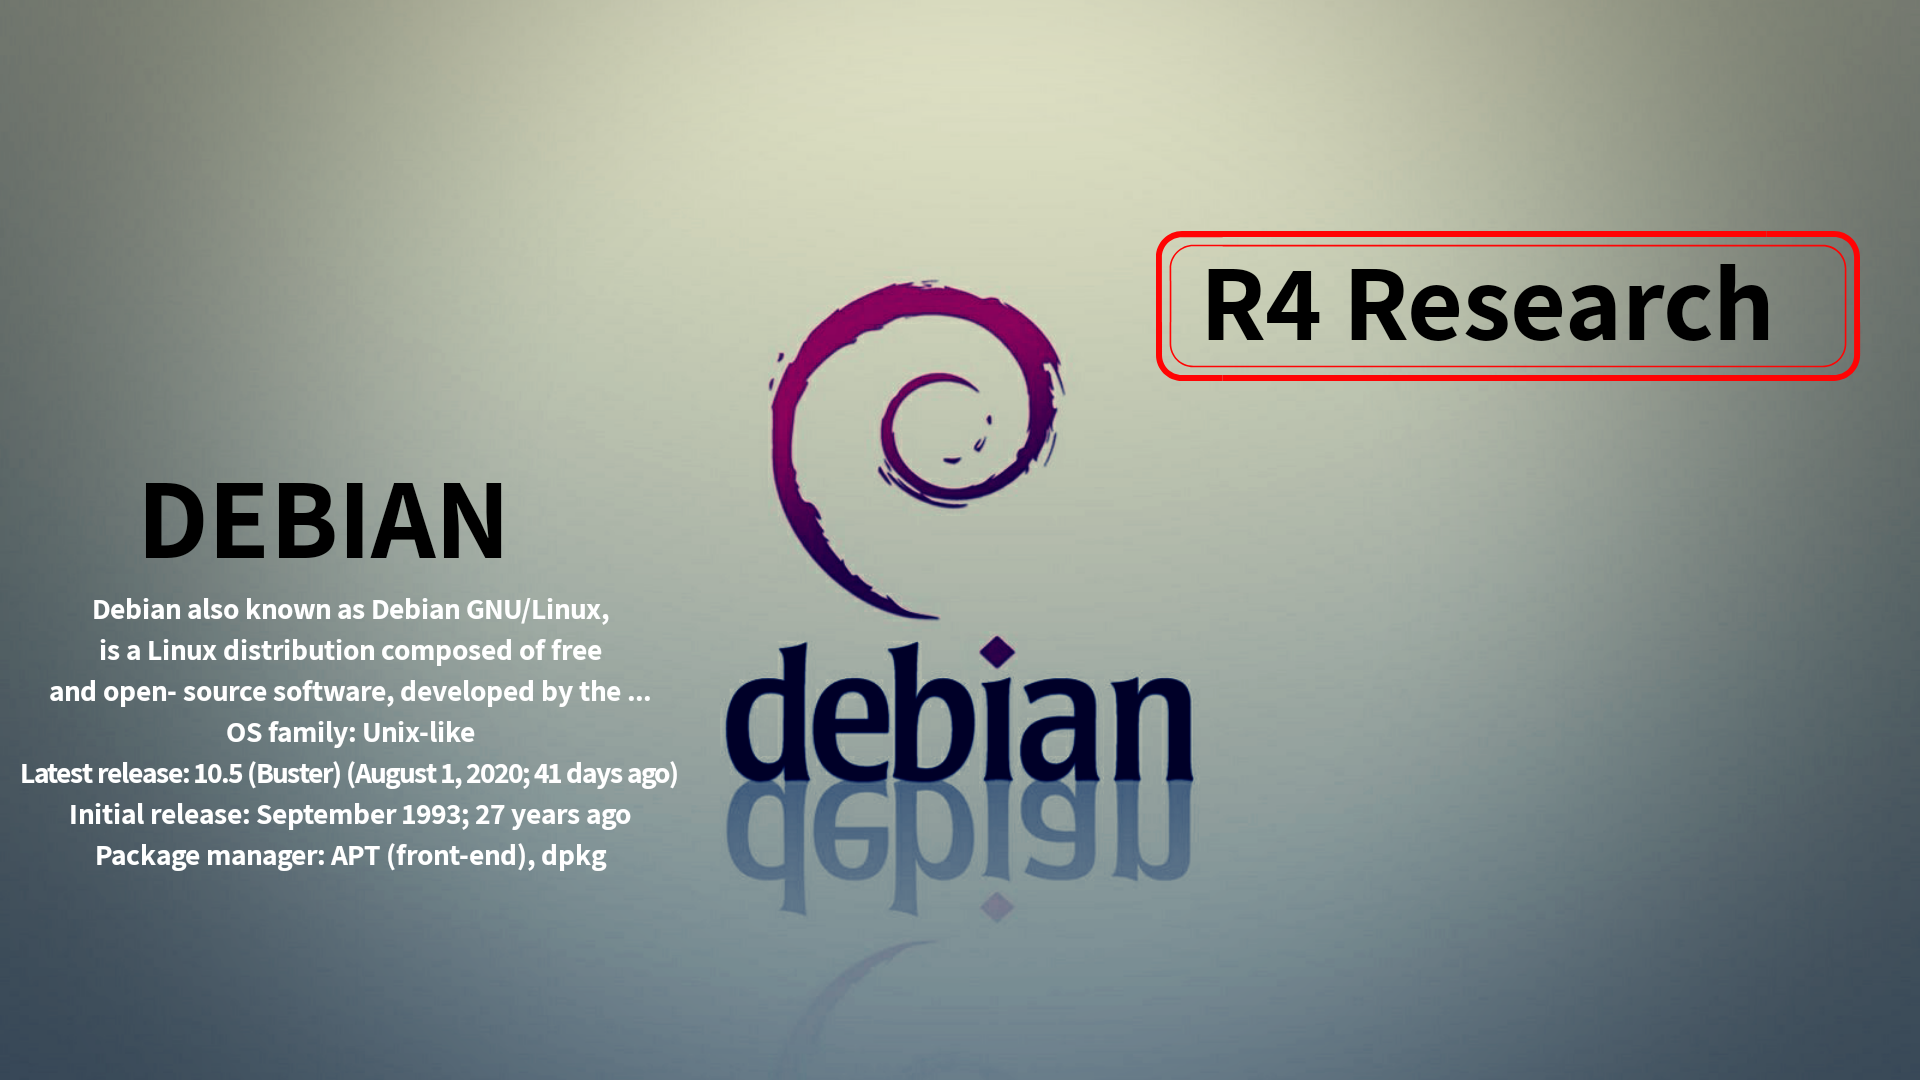 R4 Research
DEBIAN
Debian also known as Debian GNU/Linux,
is a Linux distribution composed of free
and open- source software, developed by the ...
OS family: Unix-like
Latest release: 10.5 (Buster) (August 1, 2020; 41 days ago)
Initial release: September 1993; 27 years ago
Package manager: APT (front-end), dpkg
debian